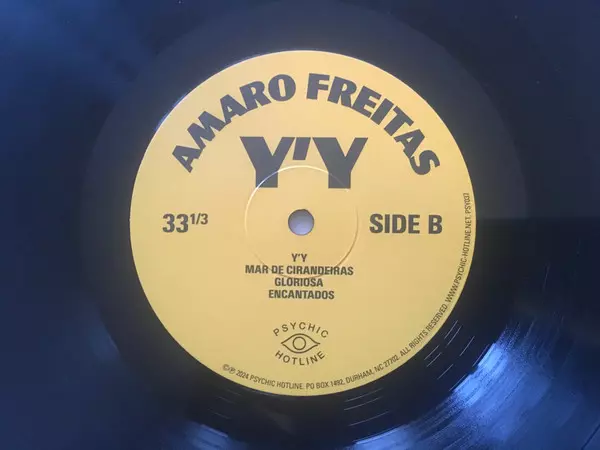 AMARO FREITAS
Y'Y
33 1/3
SIDE B
Y'Y
MAR DE CIRANDEIRAS
GLORIOSA
ENCANTADOS
PSYCHIC
HOTLINE
©℗ 2024 PSYCHIC HOTLINE. PO BOX 1492, DURHAM, NC 27702. ALL RIGHTS RESERVED. WWW.PSYCHIC-HOTLINE.NET. PSY037